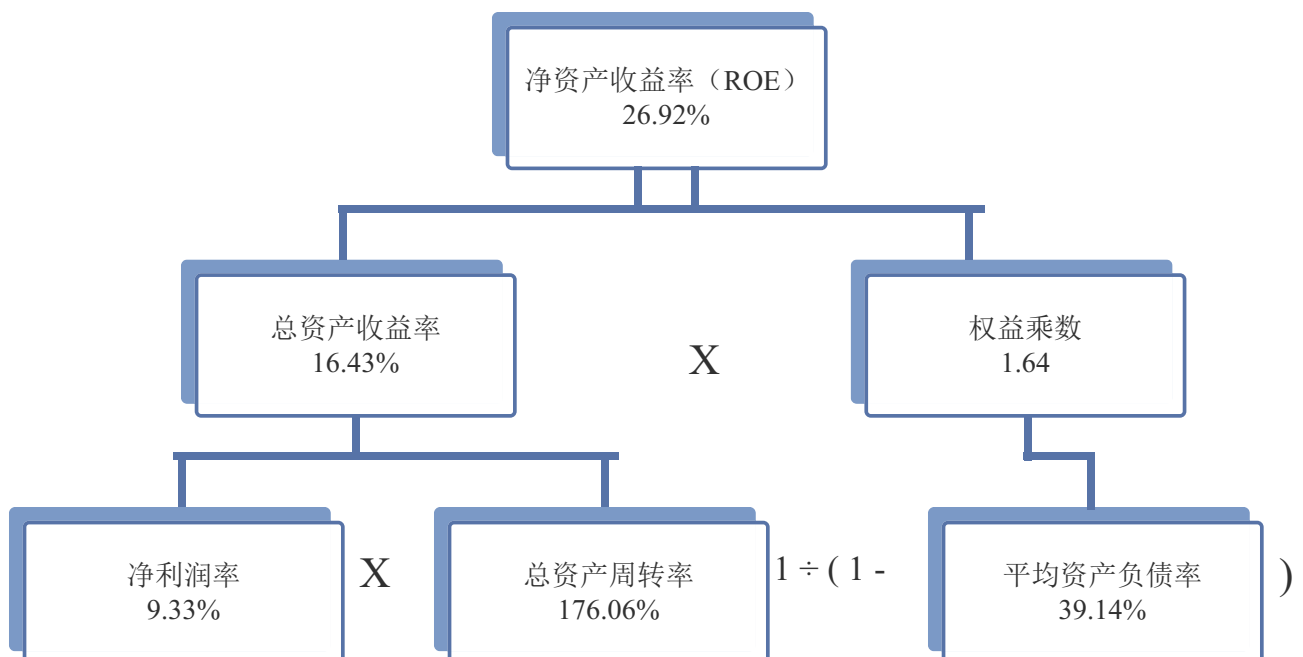 净资产收益率（ROE）
26.92%
总资产收益率
16.43%
X
权益乘数
1.64
净利润率
9.33%
X
总资产周转率
176.06%
1 ÷ ( 1 -
平均资产负债率
39.14%
)